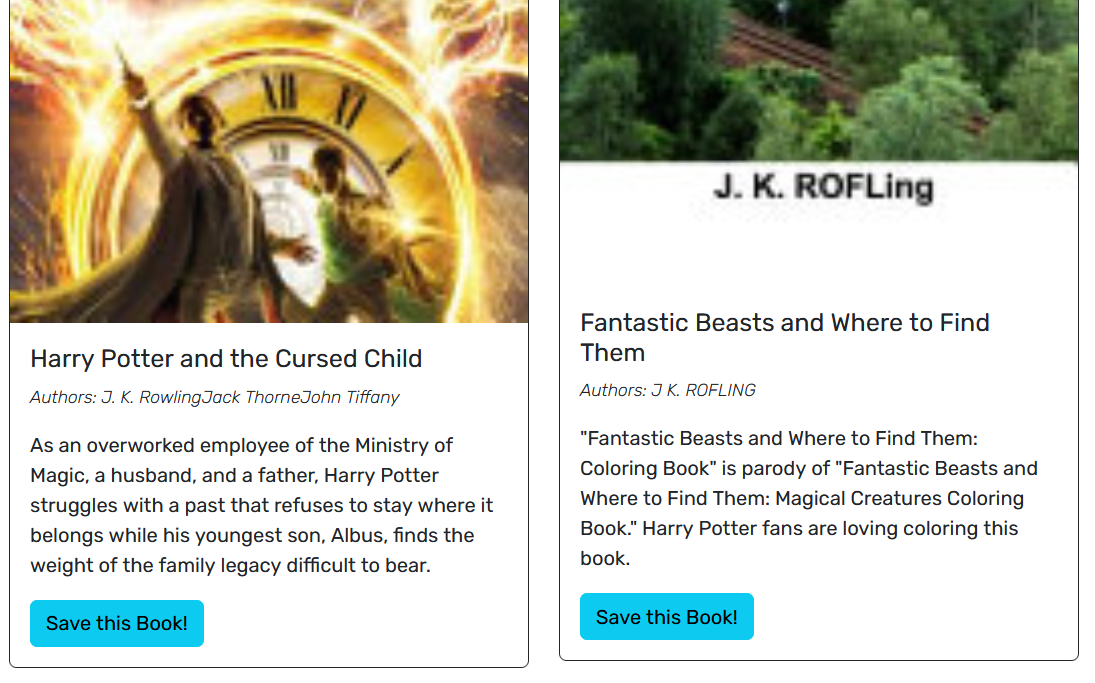 XII
XI
I
XII
Harry Potter and the Cursed Child
Authors: J. K. RowlingJack ThorneJohn Tiffany
As an overworked employee of the Ministry of
Magic, a husband, and a father, Harry Potter
struggles with a past that refuses to stay where it
belongs while his youngest son, Albus, finds the
weight of the family legacy difficult to bear.
Save this Book!
J. K. ROFLing
Fantastic Beasts and Where to Find
Them
Authors: J K. ROFLING
"Fantastic Beasts and Where to Find Them:
Coloring Book" is parody of "Fantastic Beasts and
Where to Find Them: Magical Creatures Coloring
Book." Harry Potter fans are loving coloring this
book.
Save this Book!